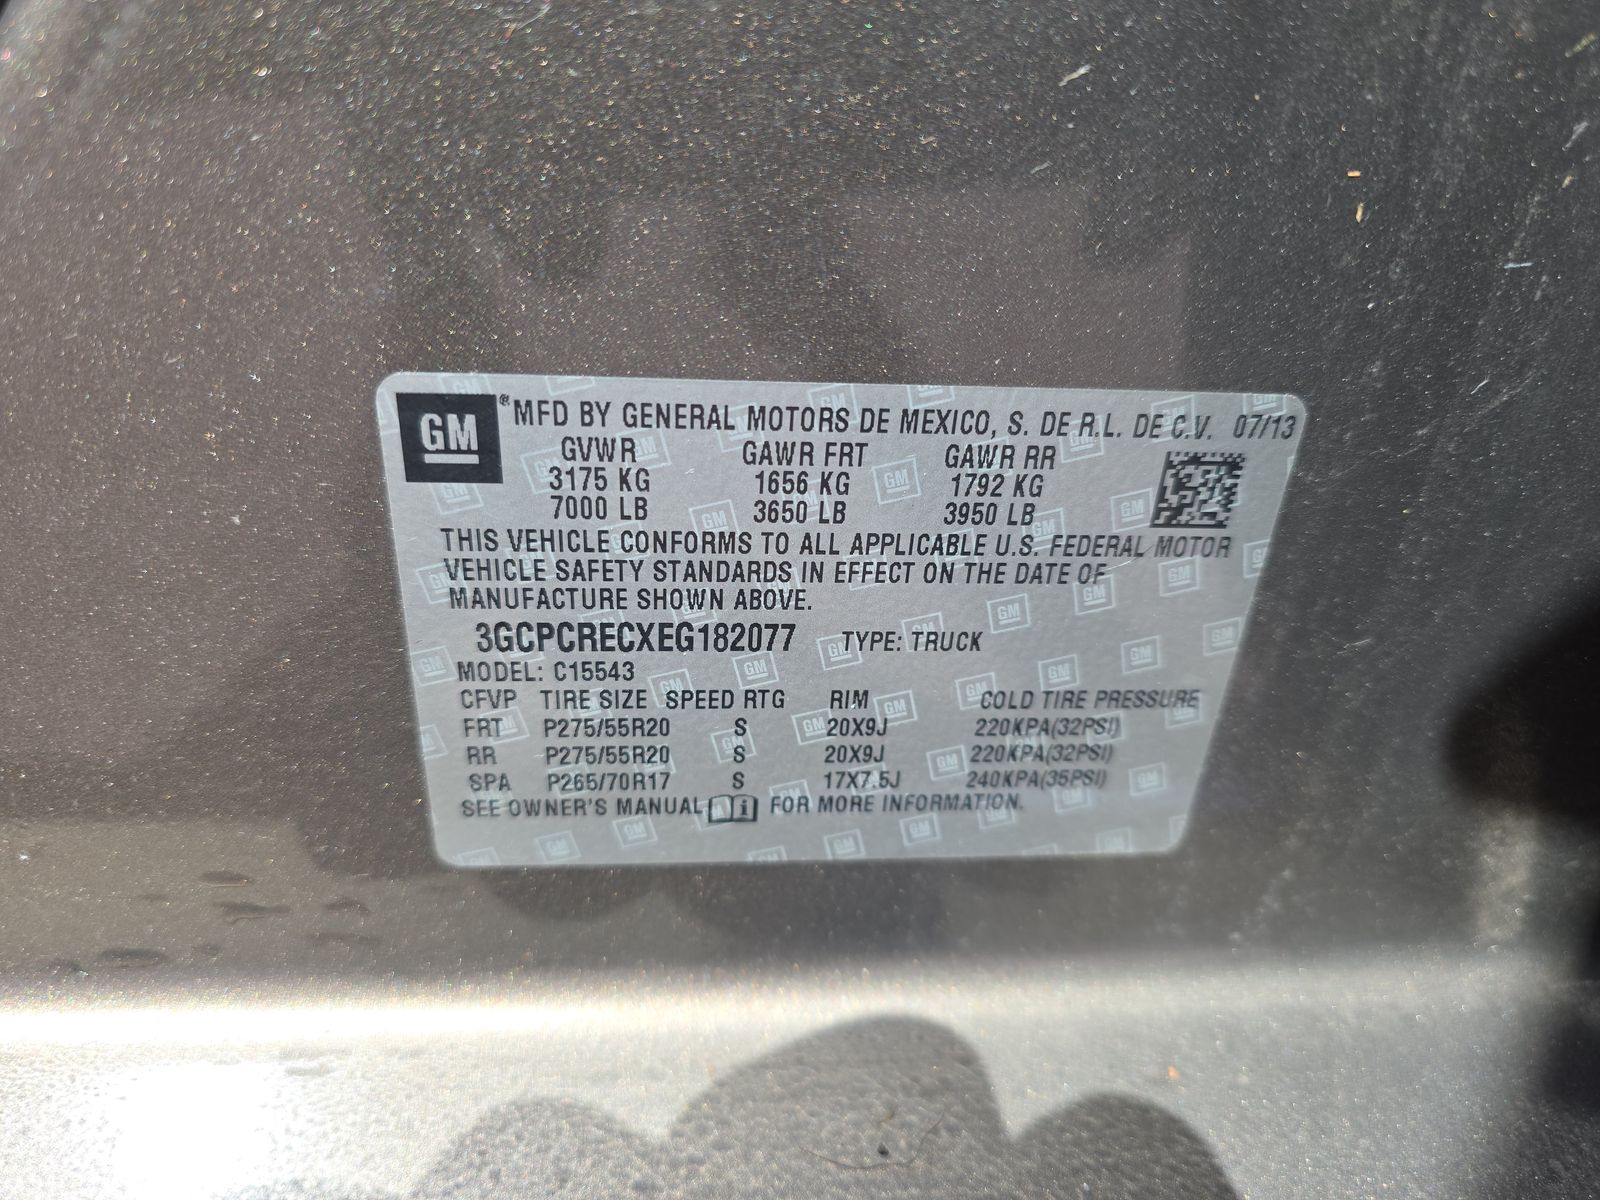 GM ® MFD BY GENERAL MOTORS DE MEXICO, S. DE R.L. DE C.V. 07/13
GVWR GAWR FRT GAWR RR
3175 KG 1656 KG 1792 KG
7000 LB 3650 LB 3950 LB
THIS VEHICLE CONFORMS TO ALL APPLICABLE U.S. FEDERAL MOTOR
VEHICLE SAFETY STANDARDS IN EFFECT ON THE DATE OF
MANUFACTURE SHOWN ABOVE.
3GCPCRECXEG182077 TYPE: TRUCK
MODEL: C15543
CFVP TIRE SIZE SPEED RTG RIM COLD TIRE PRESSURE
FRT P275/55R20 S 20X9J 220KPA(32PSI)
RR P275/55R20 S 20X9J 220KPA(32PSI)
SPA P265/70R17 S 17X7.5J 240KPA(35PSI)
SEE OWNER'S MANUAL i FOR MORE INFORMATION.